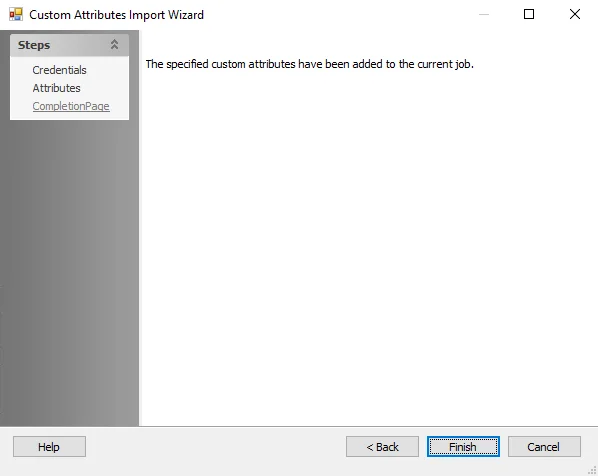 Custom Attributes Import Wizard
Steps
Credentials
Attributes
CompletionPage
The specified custom attributes have been added to the current job.
Help
< Back
Finish
Cancel